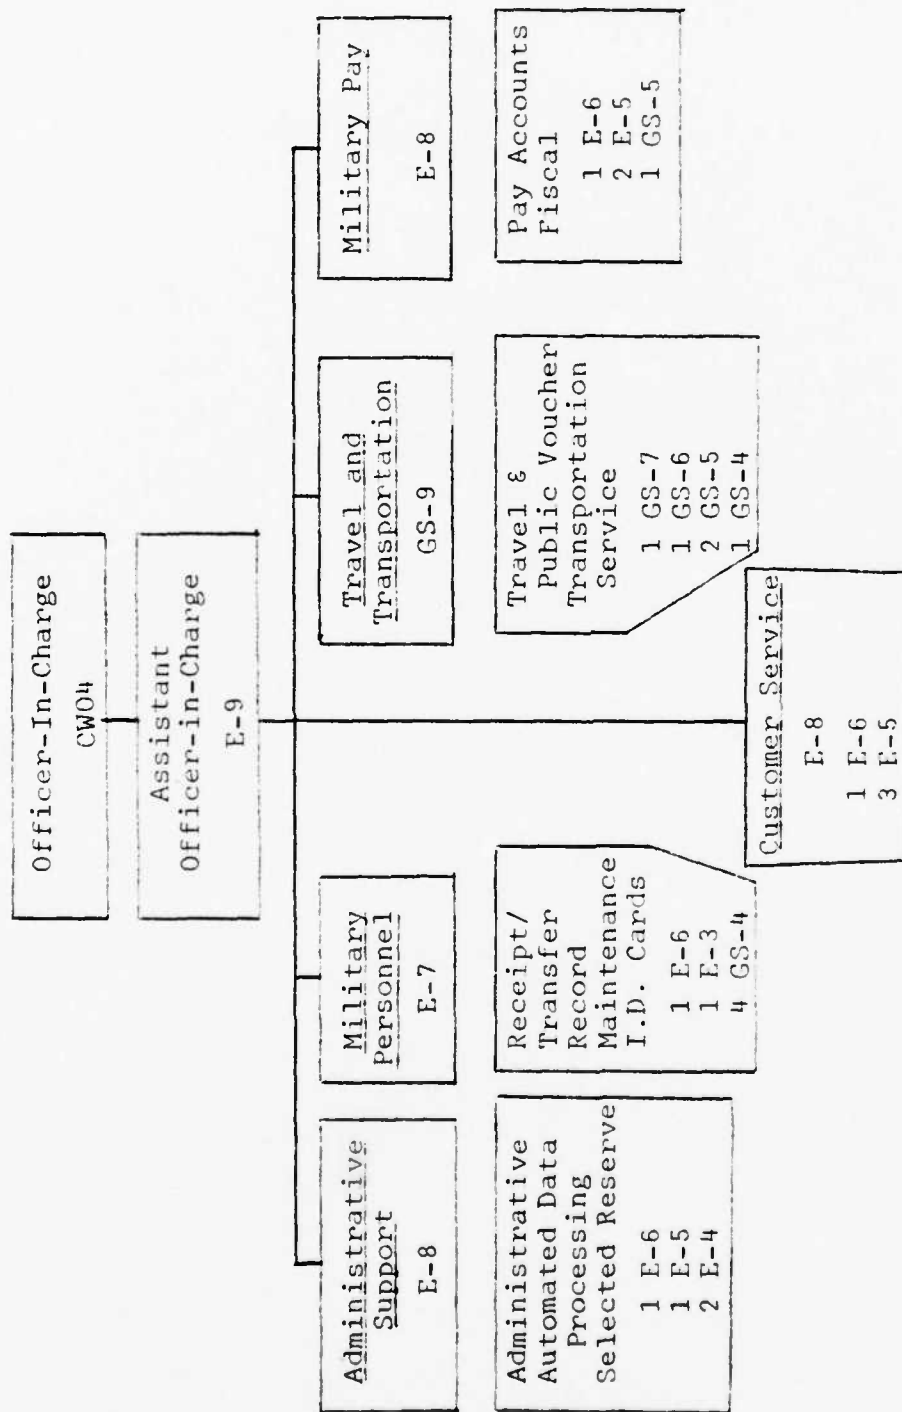 Officer-In-Charge
CWO4
Assistant
Officer-in-Charge
E-9
Administrative
Support
E-8
Military
Personnel
E-7
Travel and
Transportation
GS-9
Military Pay
E-8
Administrative
Automated Data
Processing
Selected Reserve
1 E-6
1 E-5
2 E-4
Receipt/
Transfer
Record
Maintenance
I.D. Cards
1 E-6
1 E-3
4 GS-4
Travel &
Public Voucher
Transportation
Service
1 GS-7
1 GS-6
2 GS-5
1 GS-4
Pay Accounts
Fiscal
1 E-6
2 E-5
1 GS-5
Customer Service
E-8
1 E-6
3 E-5